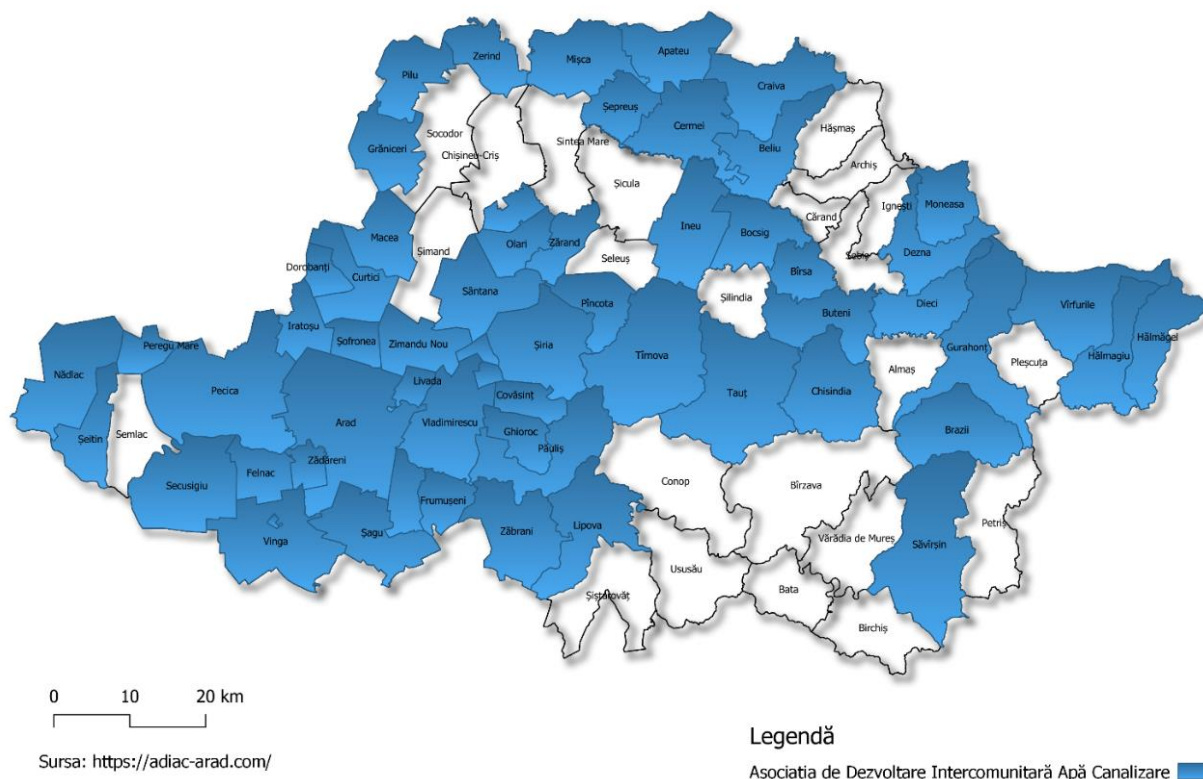 Zerind
Mișca
Apateu
Pilu
Craiva
Șepreuș
Cermei
Hășmaș
Socodor
Grăniceri
Chișineu-Criș
Sintea Mare
Beliu
Archiș
Șicula
Ignești
Moneasa
Cărand
Ineu
Bocsig
Macea
Olari
Zărand
Șimand
Dezna
Seleuș
Dorobanți
Curtici
Bîrsa
Sântana
Șilindia
Pîncota
Dieci
Vîrfurile
Buteni
Iratoșu
Șofronea
Zimandu Nou
Șiria
Tîrnova
Hălmăgel
Peregu Mare
Gurahonț
Hălmagiu
Pleșcuța
Almaș
Nădlac
Livada
Pecica
Covăsinț
Tauț
Chisindia
Arad
Vladimirescu
Ghioroc
Brazii
Șeitin
Semlac
Păuliș
Zădăreni
Felnac
Secusigiu
Conop
Bîrzava
Frumușeni
Petriș
Lipova
Zăbrani
Șagu
Vinga
Vărădia de Mureș
Săvîrșin
Ususău
Bata
Șiștarovăț
Birchiș
0 10 20 km
Legendă
Sursa: https://adiac-arad.com/
Asociația de Dezvoltare Intercomunitară Apă Canalizare